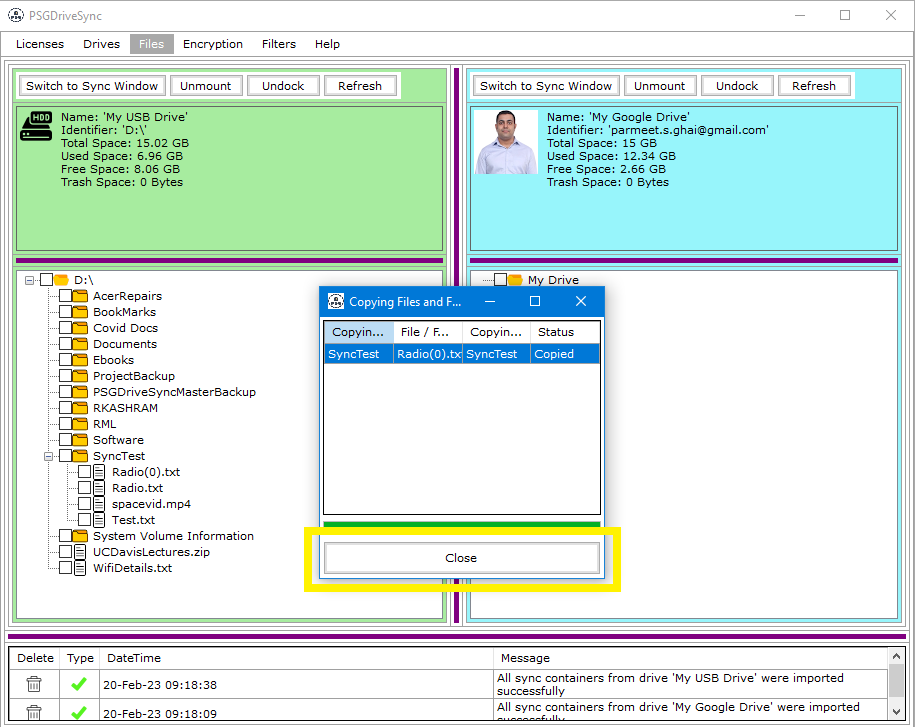 PSGDriveSync
Licenses Drives Files Encryption Filters Help
Switch to Sync Window Unmount Undock Refresh
HDD
Name: 'My USB Drive'
Identifier: 'D:\'
Total Space: 15.02 GB
Used Space: 6.96 GB
Free Space: 8.06 GB
Trash Space: 0 Bytes
Switch to Sync Window Unmount Undock Refresh
Name: 'My Google Drive'
Identifier: 'parmeet.s.ghai@gmail.com'
Total Space: 15 GB
Used Space: 12.34 GB
Free Space: 2.66 GB
Trash Space: 0 Bytes
D:\
AcerRepairs
BookMarks
Covid Docs
Documents
Ebooks
ProjectBackup
PSGDriveSyncMasterBackup
RKASHRAM
RML
Software
SyncTest
Radio(0).txt
Radio.txt
spacevid.mp4
Test.txt
System Volume Information
UCDavisLectures.zip
WifiDetails.txt
My Drive
Copying Files and F...
Copyin... File / F... Copyin... Status
SyncTest Radio(0).txt SyncTest Copied
Close
Delete Type DateTime Message
20-Feb-23 09:18:38 All sync containers from drive 'My USB Drive' were imported
successfully
20-Feb-23 09:18:09 All sync containers from drive 'My Google Drive' were imported
successfully